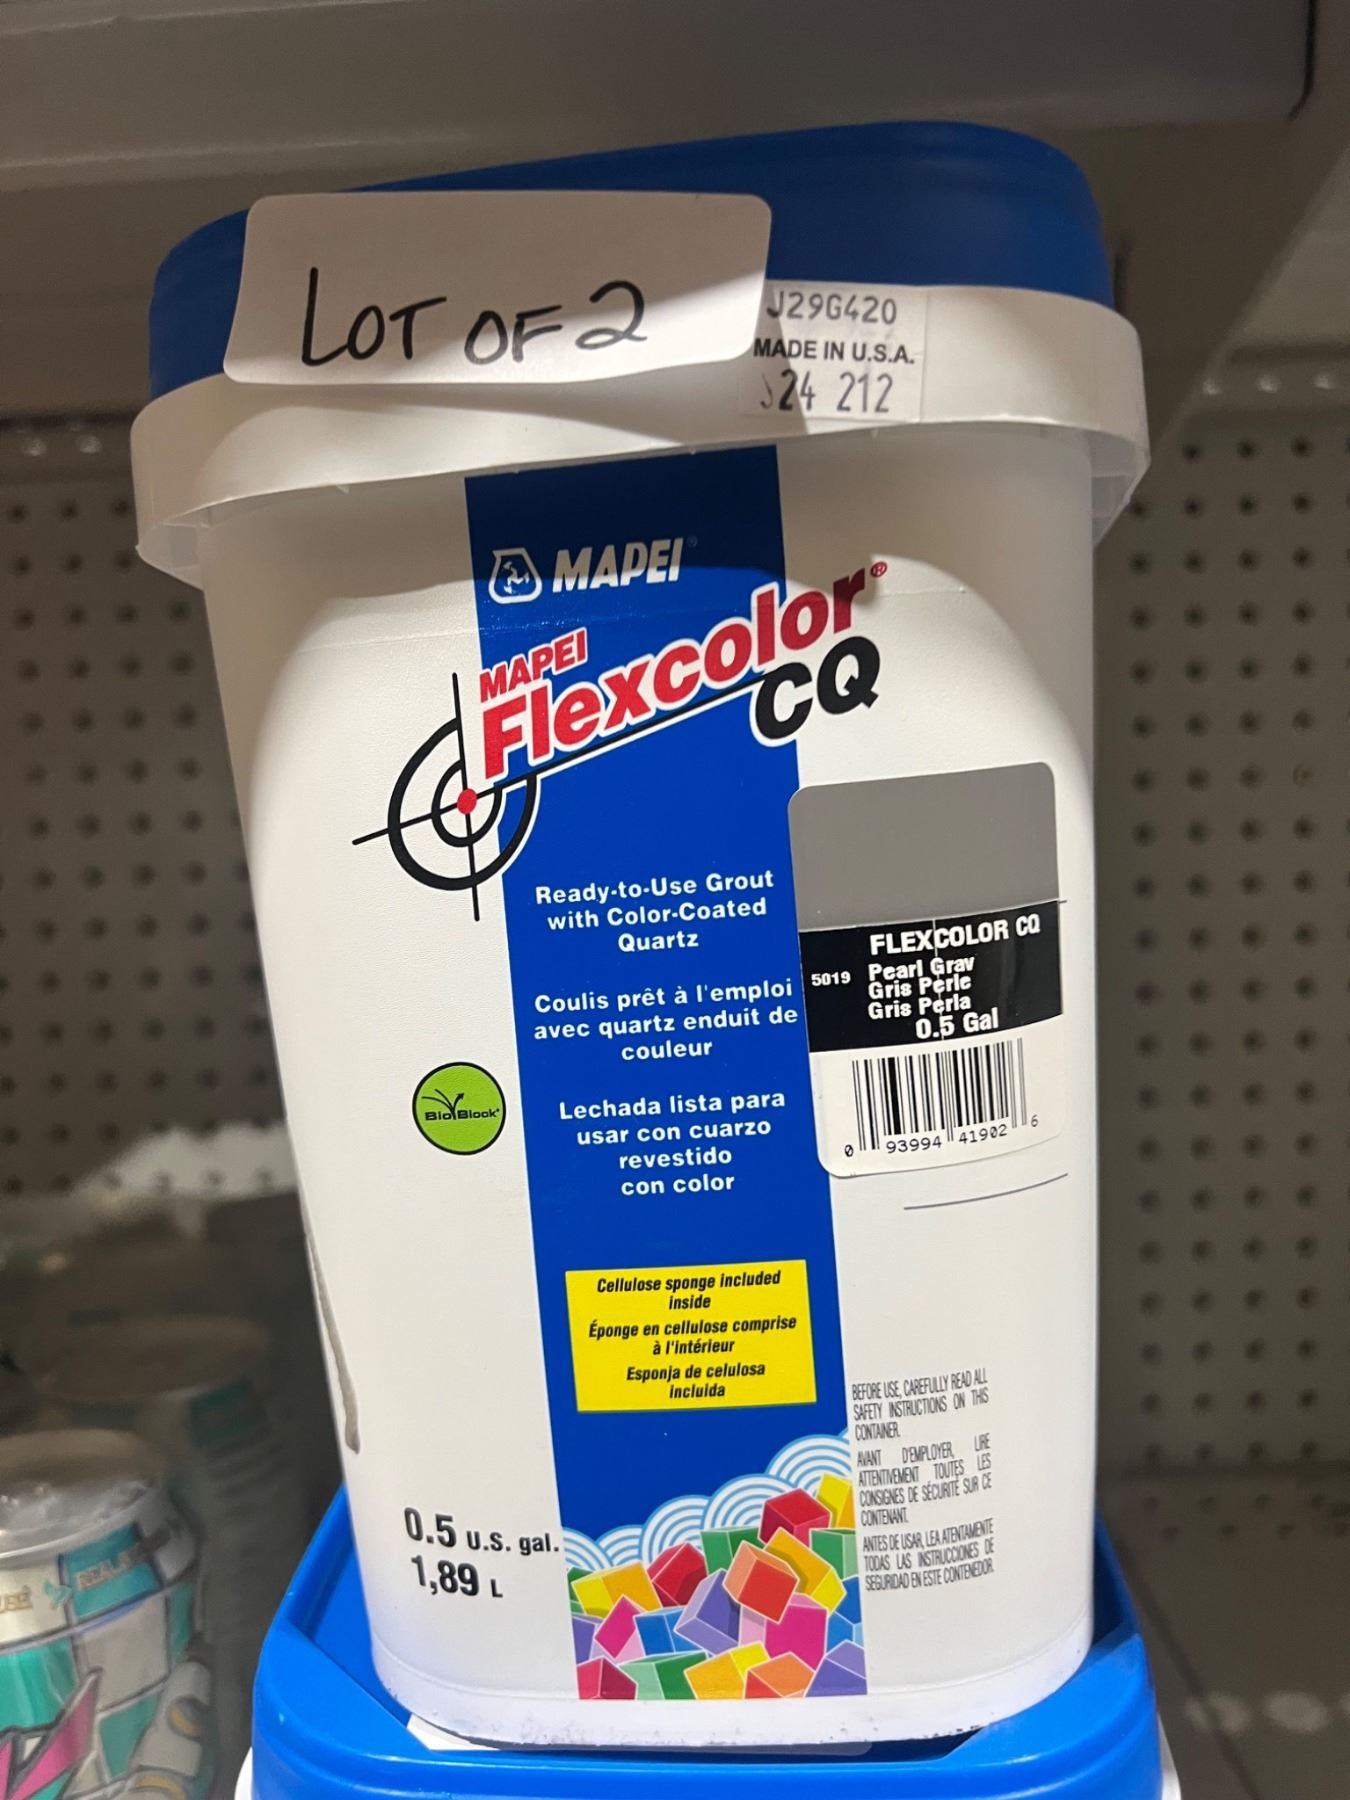 LOT OF 2
J29G420
MADE IN U.S.A.
J24 212
MAPEI®
MAPEI
Flexcolor®
CQ
Ready-to-Use Grout
with Color-Coated
Quartz
Coulis prêt à l'emploi
avec quartz enduit de
couleur
Lechada lista para
usar con cuarzo
revestido
con color
FLEXCOLOR CQ
5019 Pearl Gray
Gris Perle
Gris Perla
0.5 Gal
0 93994 41902 6
BioBlock®
Cellulose sponge included
inside
Éponge en cellulose comprise
à l'intérieur
Esponja de celulosa
incluida
0.5 U.S. gal.
1,89 L
BEFORE USE, CAREFULLY READ ALL
SAFETY INSTRUCTIONS ON THIS
CONTAINER.
AVANT D'EMPLOYER, LIRE
ATTENTIVEMENT TOUTES LES
CONSIGNES DE SÉCURITÉ SUR CE
CONTENANT.
ANTES DE USAR, LEA ATENTAMENTE
TODAS LAS INSTRUCCIONES DE
SEGURIDAD EN ESTE CONTENEDOR.